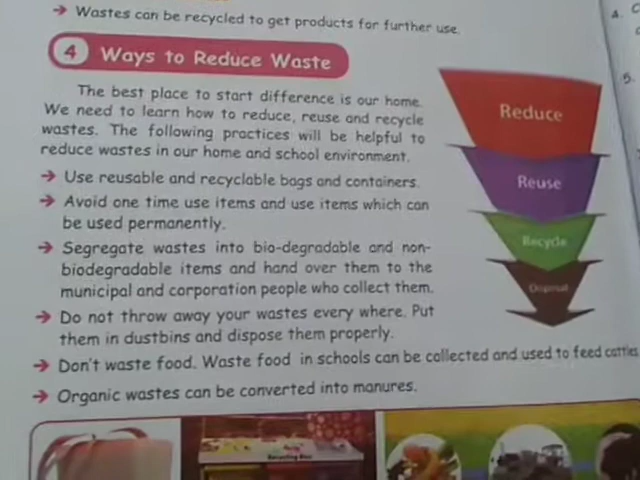 → Wastes can be recycled to get products for further use.
4 Ways to Reduce Waste
The best place to start difference is our home.
We need to learn how to reduce, reuse and recycle
wastes. The following practices will be helpful to
reduce wastes in our home and school environment.
→ Use reusable and recyclable bags and containers.
→ Avoid one time use items and use items which can
be used permanently.
→ Segregate wastes into bio-degradable and non-
biodegradable items and hand over them to the
municipal and corporation people who collect them.
→ Do not throw away your wastes every where. Put
them in dustbins and dispose them properly.
→ Don't waste food. Waste food in schools can be collected and used to feed cattles
→ Organic wastes can be converted into manures.
Reduce
Reuse
Recycle
Disposal
4.
5.
Recycling Bins